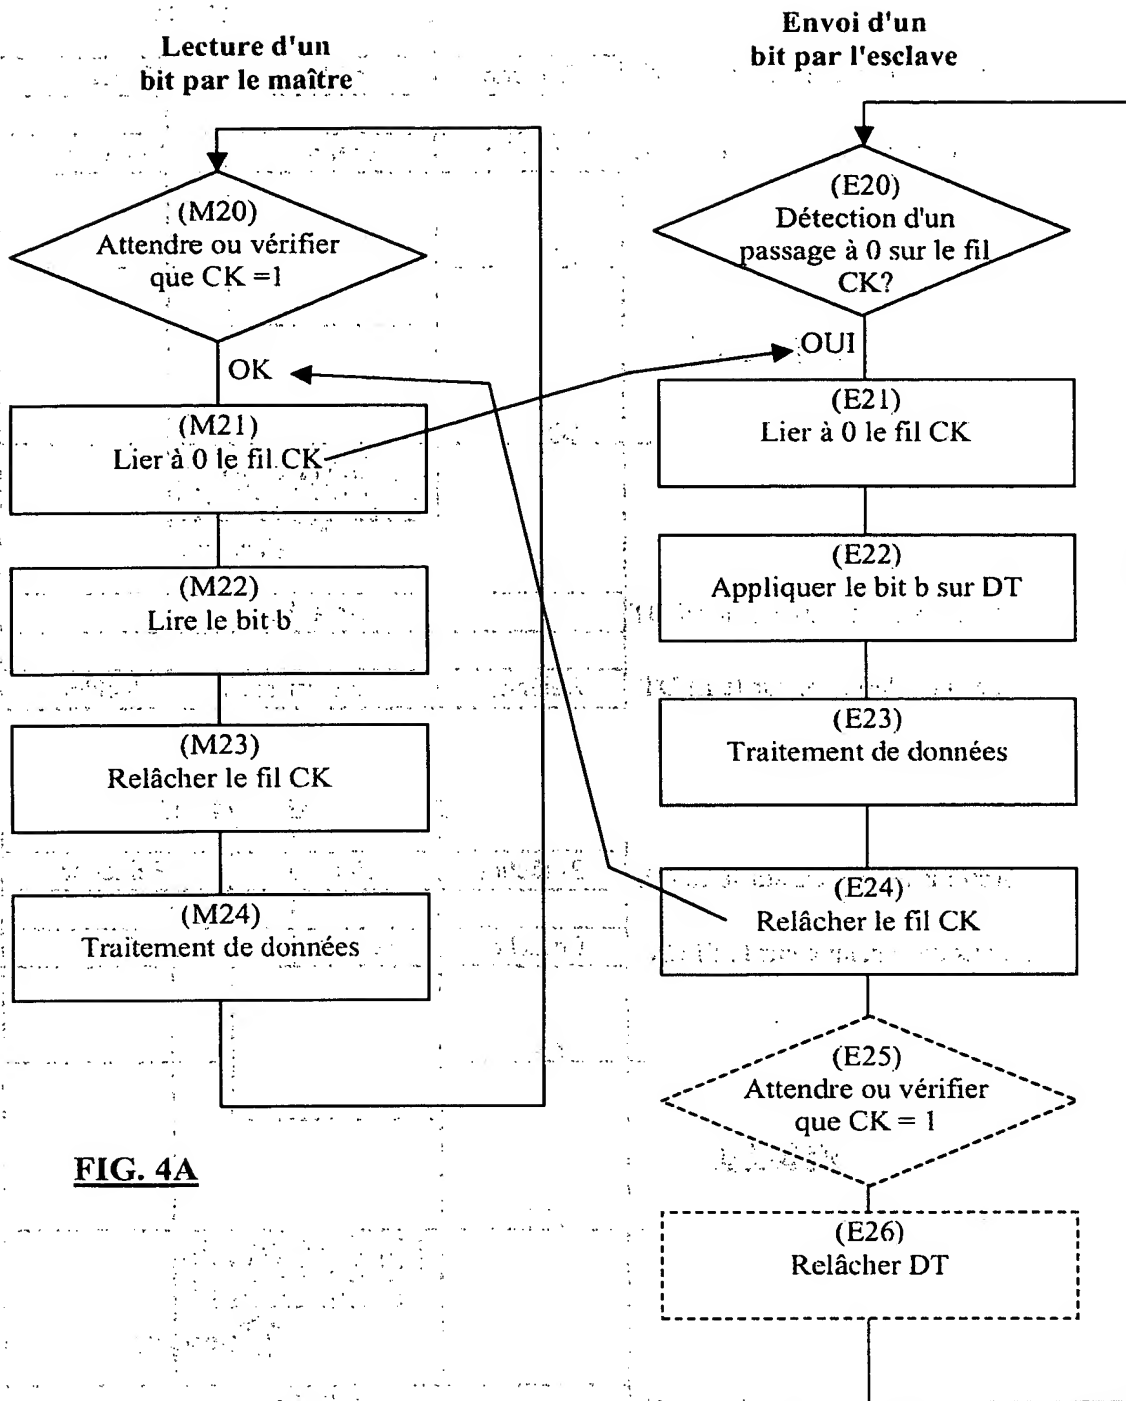 Lecture d'un
bit par le maître
(M20)
Attendre ou vérifier
que CK =1
OK
(M21)
Lier à 0 le fil CK
(M22)
Lire le bit b
(M23)
Relâcher le fil CK
(M24)
Traitement de données
FIG. 4A
Envoi d'un
bit par l'esclave
(E20)
Détection d'un
passage à 0 sur le fil
CK?
OUI
(E21)
Lier à 0 le fil CK
(E22)
Appliquer le bit b sur DT
(E23)
Traitement de données
(E24)
Relâcher le fil CK
(E25)
Attendre ou vérifier
que CK = 1
(E26)
Relâcher DT